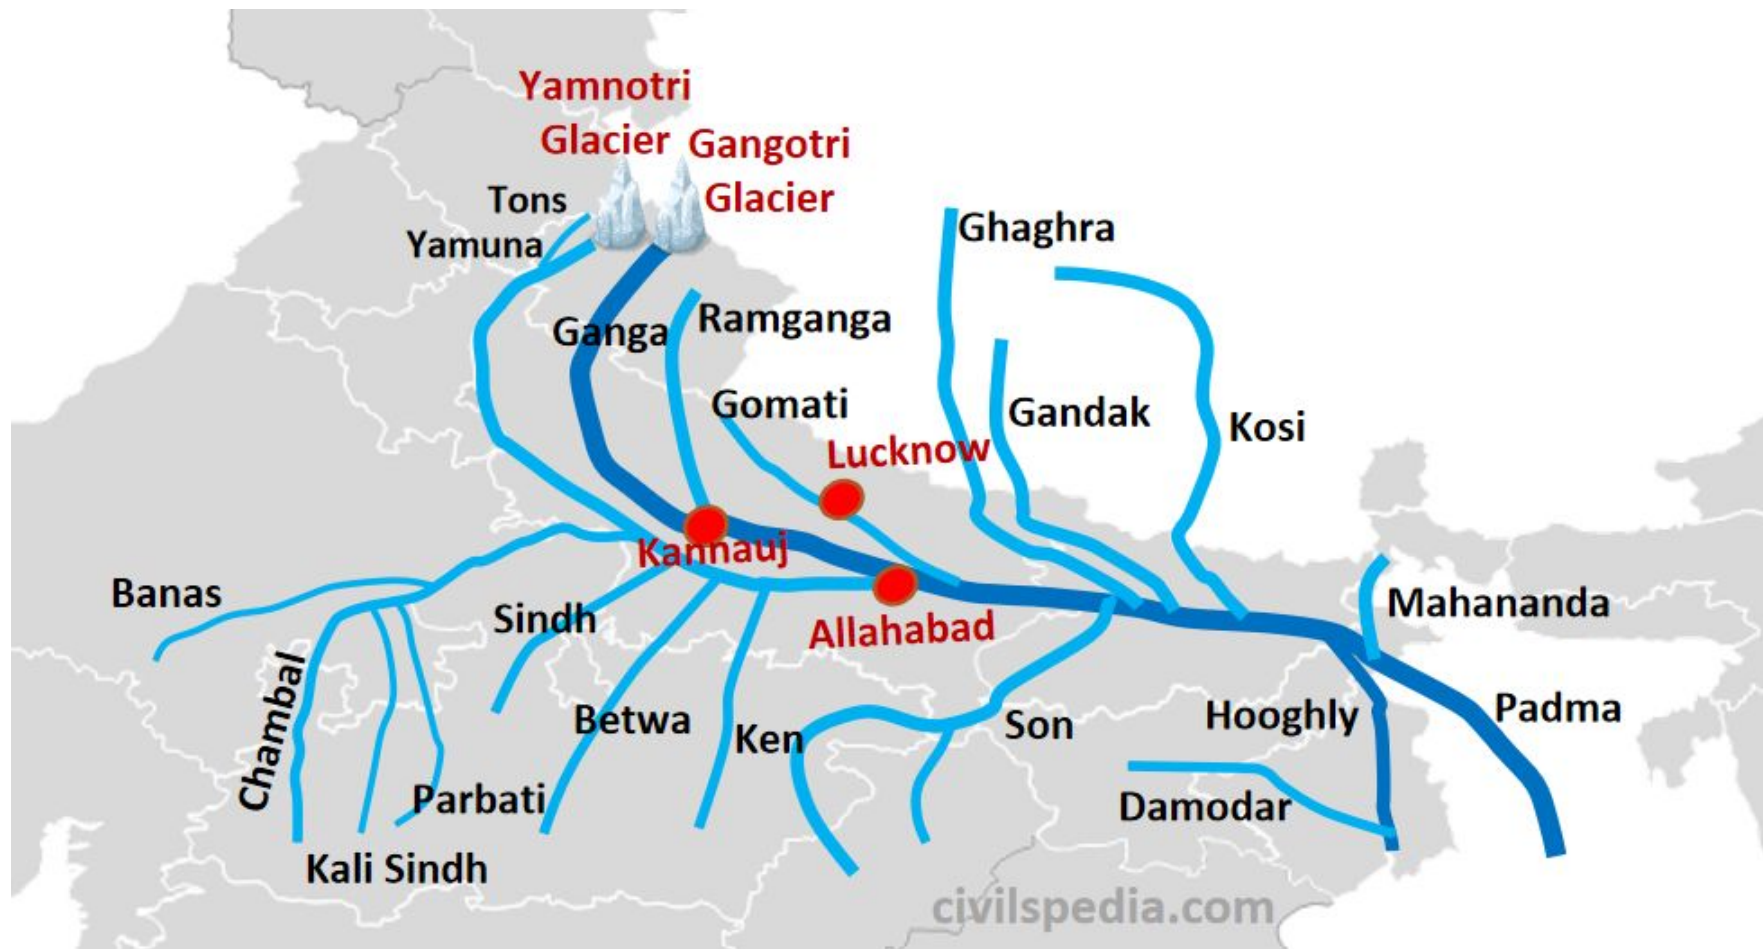 Yamnotri
Glacier
Gangotri
Glacier
Tons
Yamuna
Ghaghra
Ganga
Ramganga
Gomati
Gandak
Kosi
Lucknow
Kannauj
Banas
Sindh
Allahabad
Mahananda
Chambal
Betwa
Ken
Son
Hooghly
Padma
Parbati
Damodar
Kali Sindh
civilspedia.com